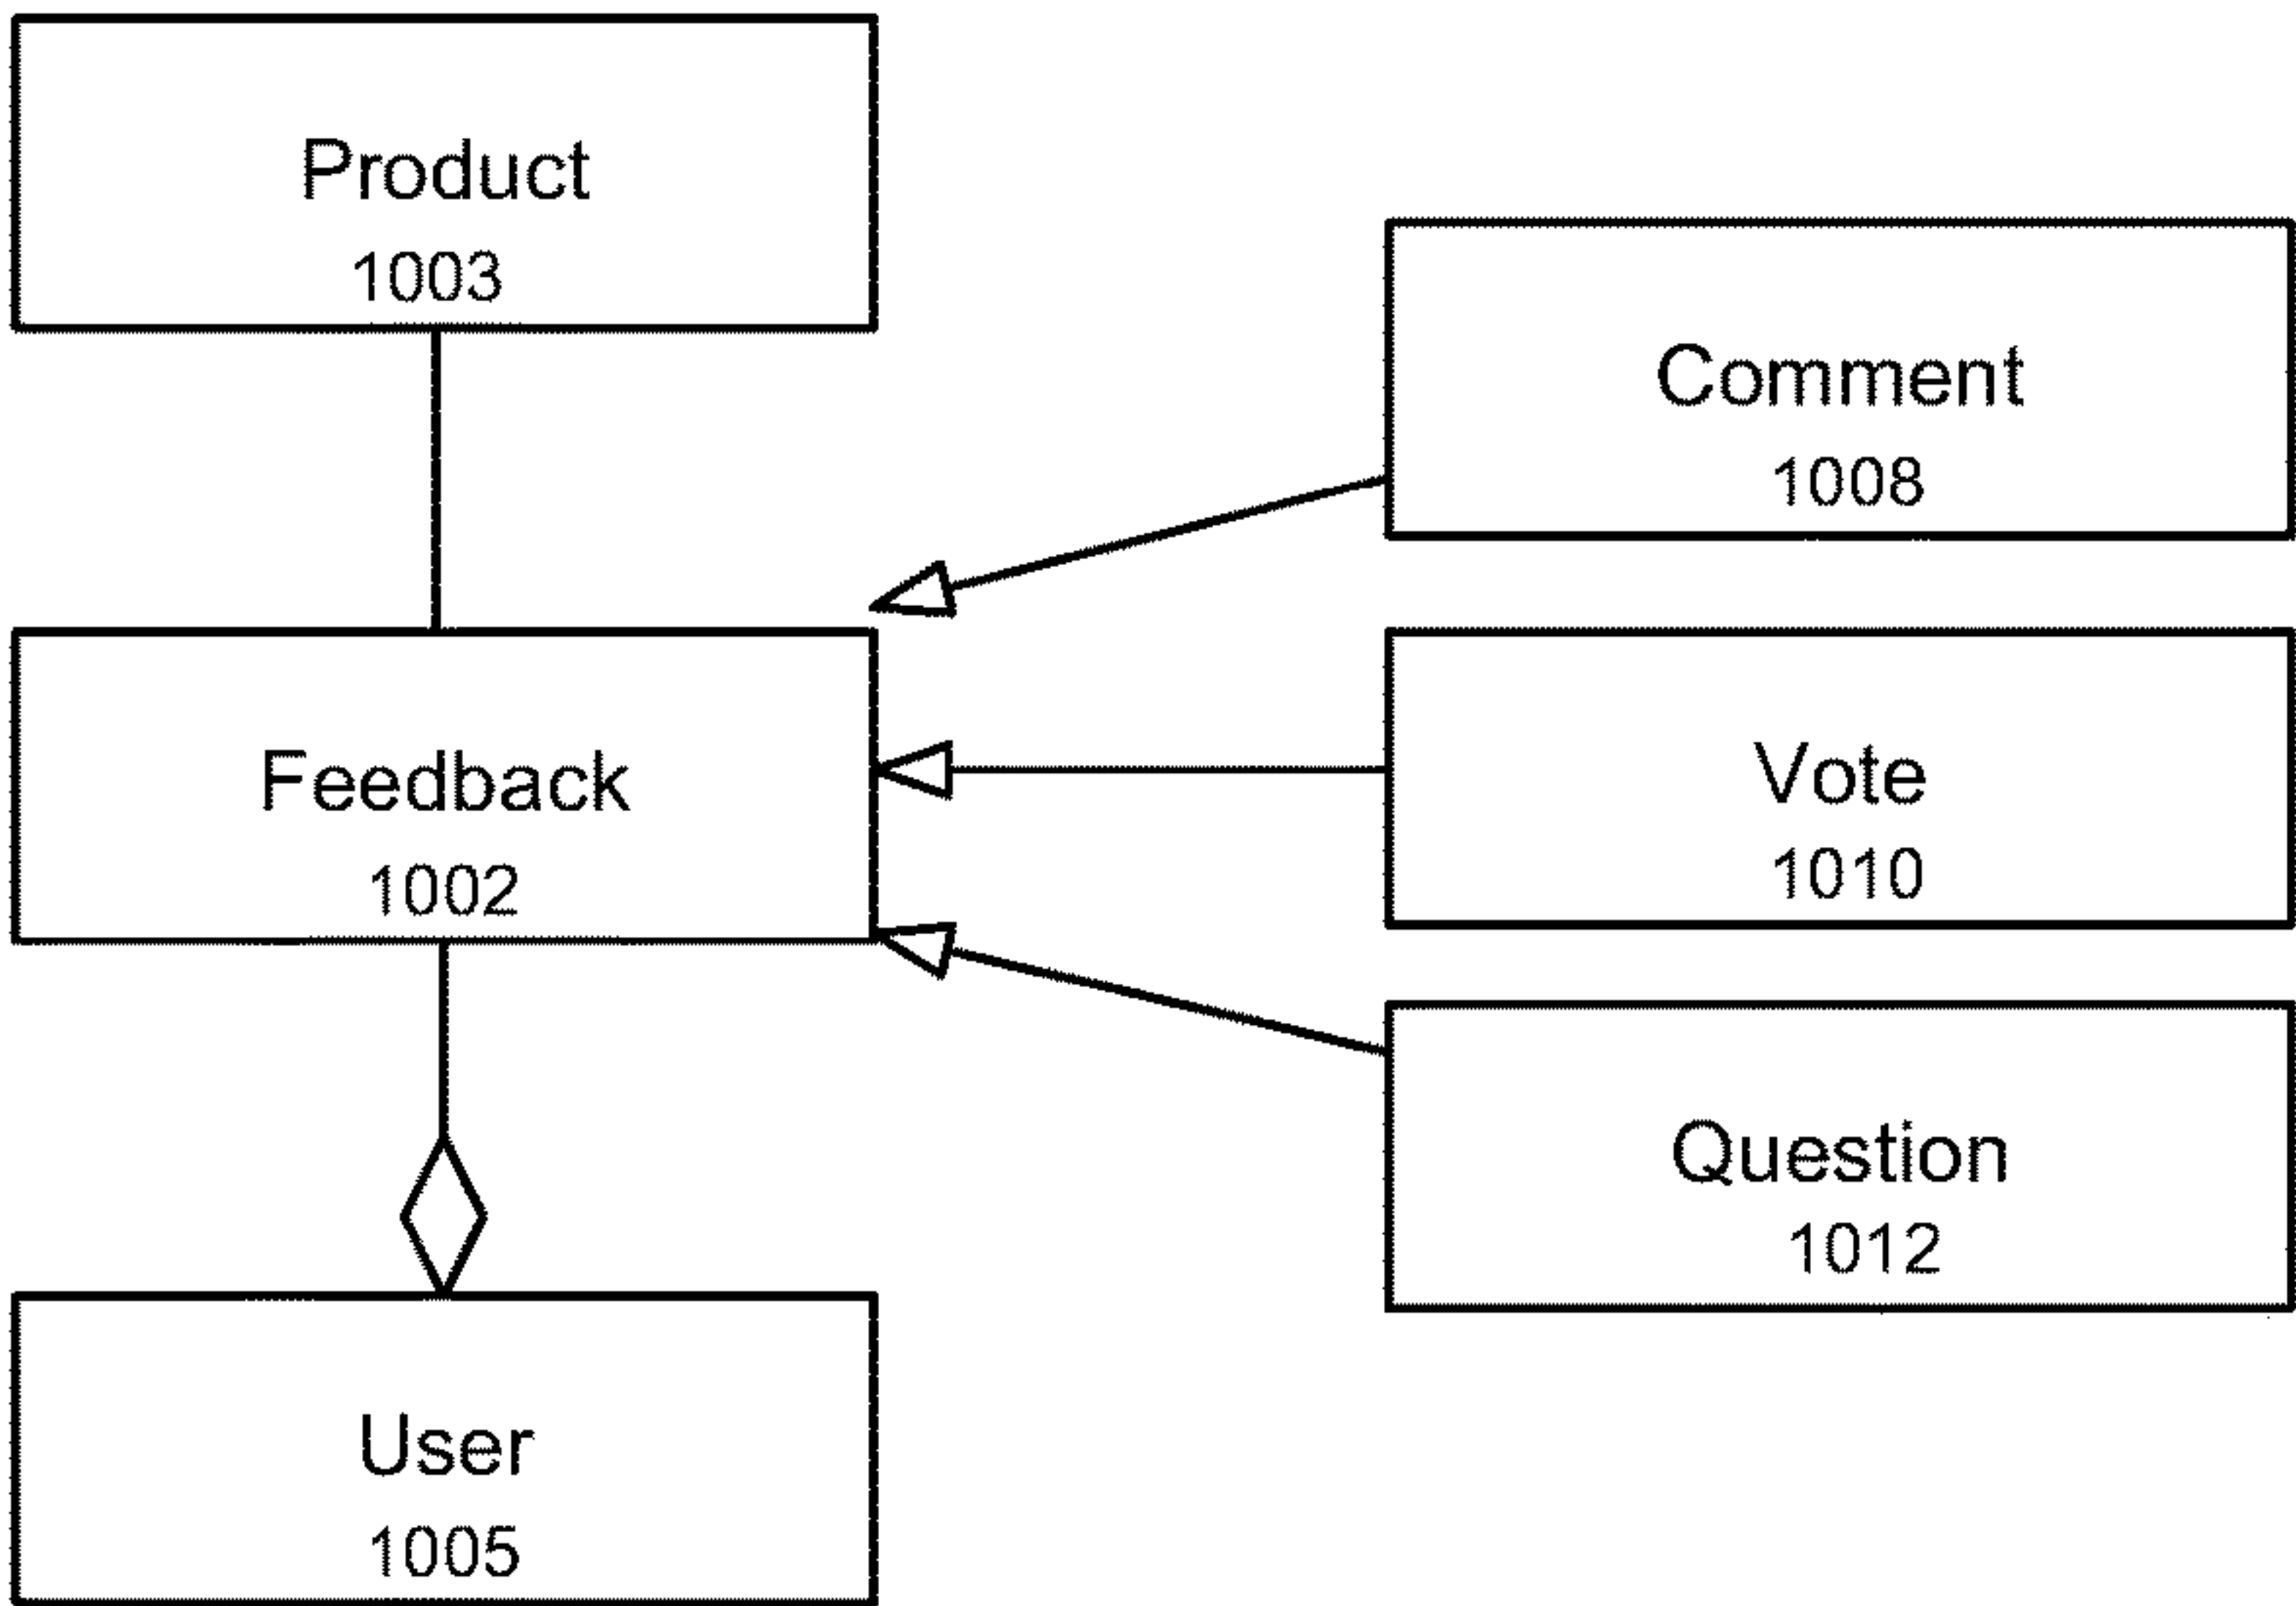 Product
1003
Comment
1008
Feedback
1002
Vote
1010
Question
1012
User
1005